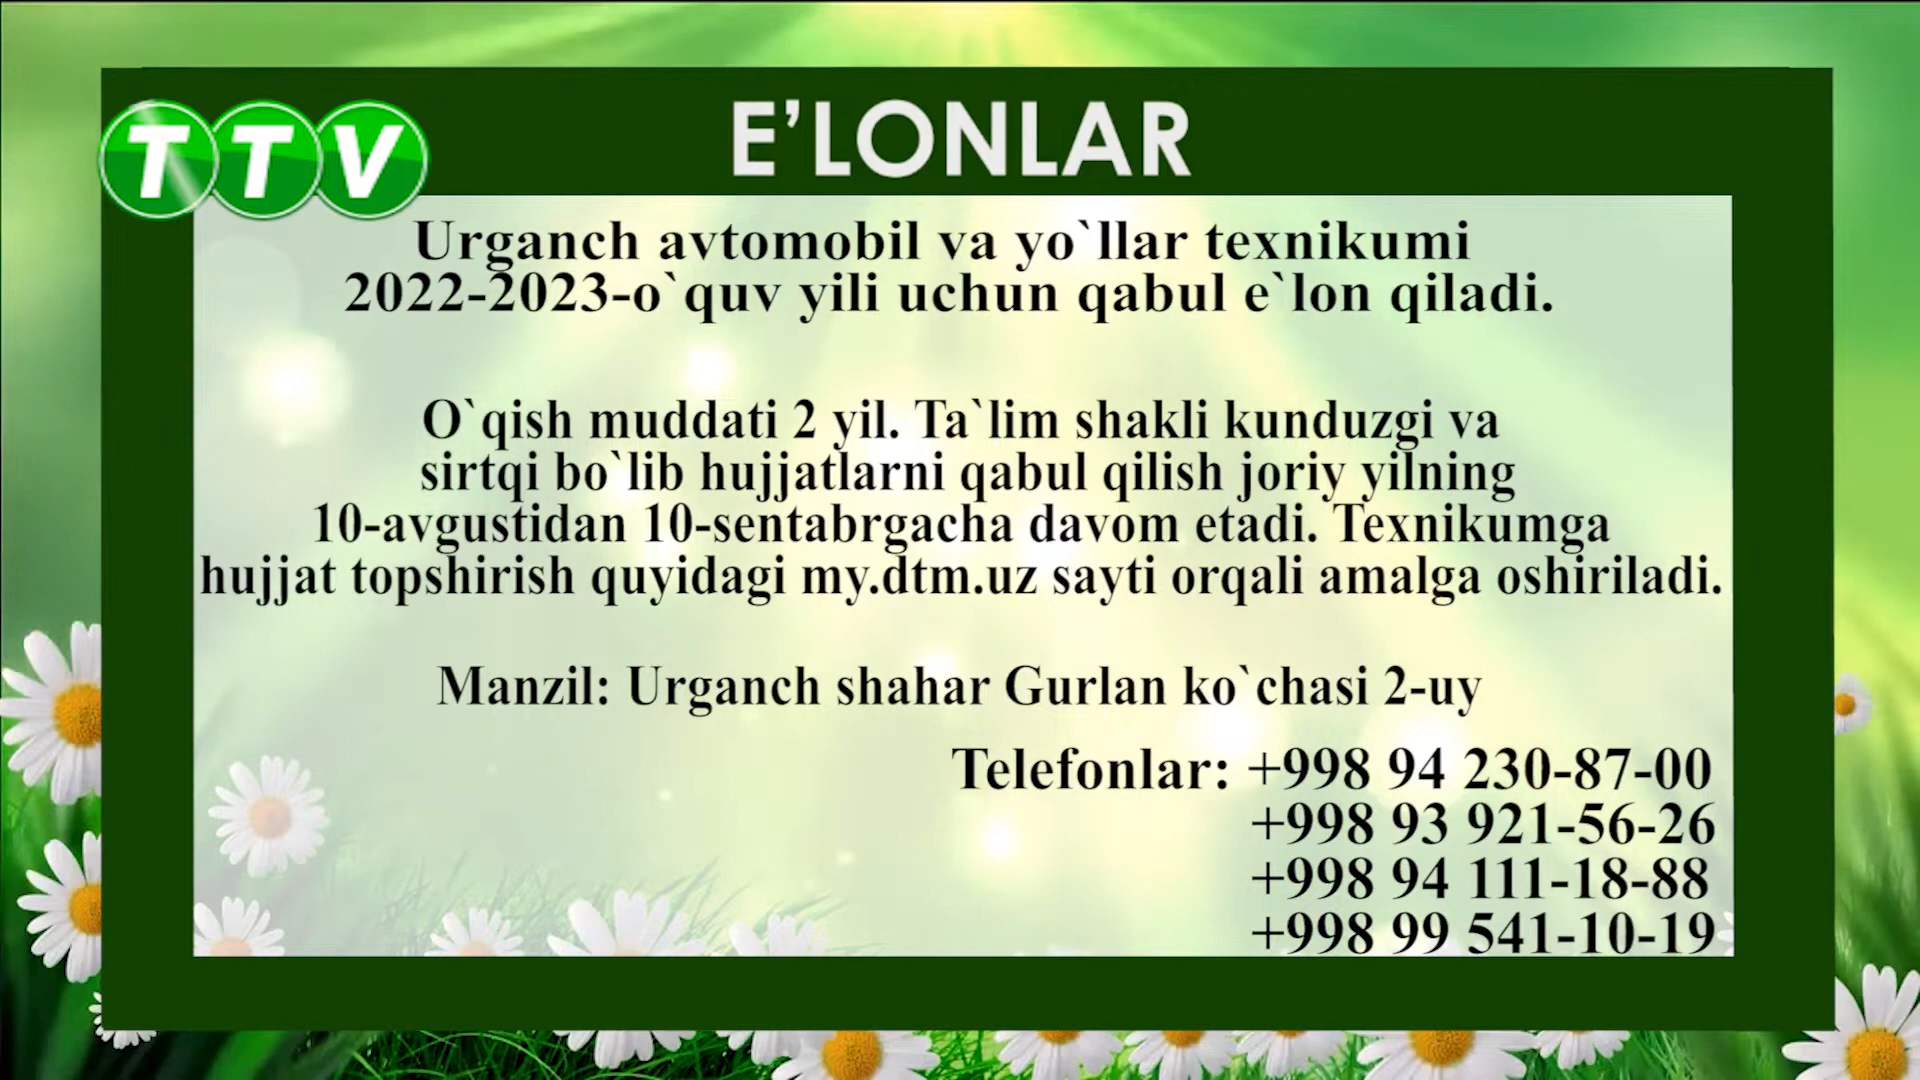 TTV
E’LONLAR
Urganch avtomobil va yo`llar texnikumi
2022-2023-o`quv yili uchun qabul e`lon qiladi.
O`qish muddati 2 yil. Ta`lim shakli kunduzgi va
sirtqi bo`lib hujjatlarni qabul qilish joriy yilning
10-avgustidan 10-sentabrgacha davom etadi. Texnikumga
hujjat topshirish quyidagi my.dtm.uz sayti orqali amalga oshiriladi.
Manzil: Urganch shahar Gurlan ko`chasi 2-uy
Telefonlar: +998 94 230-87-00
+998 93 921-56-26
+998 94 111-18-88
+998 99 541-10-19